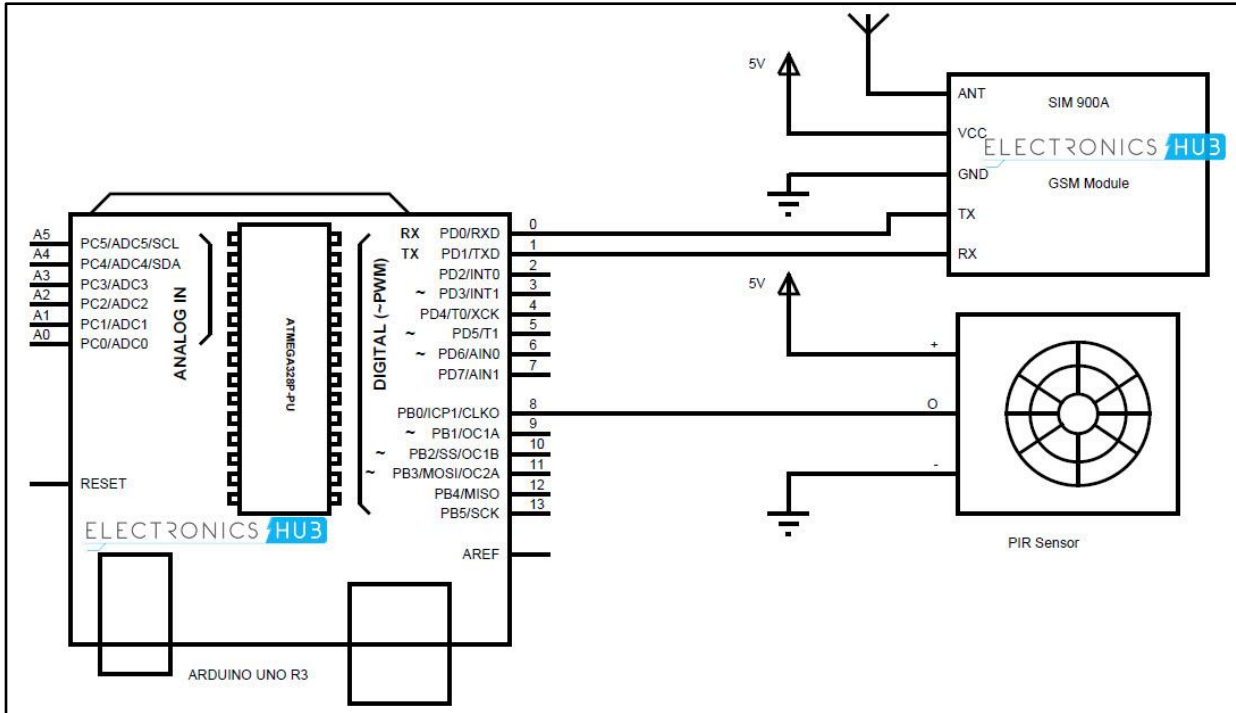 5V
ANT
SIM 900A
VCC
ELECTRONICS HUB
GND
GSM Module
TX
RX
5V
+
O
-
PIR Sensor
A5
A4
A3
A2
A1
A0
PC5/ADC5/SCL
PC4/ADC4/SDA
PC3/ADC3
PC2/ADC2
PC1/ADC1
PC0/ADC0
ANALOG IN
RESET
ATMEGA328P-PU
DIGITAL (~PWM)
RX PD0/RXD 0
TX PD1/TXD 1
PD2/INT0 2
~ PD3/INT1 3
PD4/T0/XCK 4
~ PD5/T1 5
~ PD6/AIN0 6
PD7/AIN1 7
PB0/ICP1/CLKO 8
~ PB1/OC1A 9
~ PB2/SS/OC1B 10
~ PB3/MOSI/OC2A 11
PB4/MISO 12
PB5/SCK 13
AREF
ELECTRONICS HUB
ARDUINO UNO R3